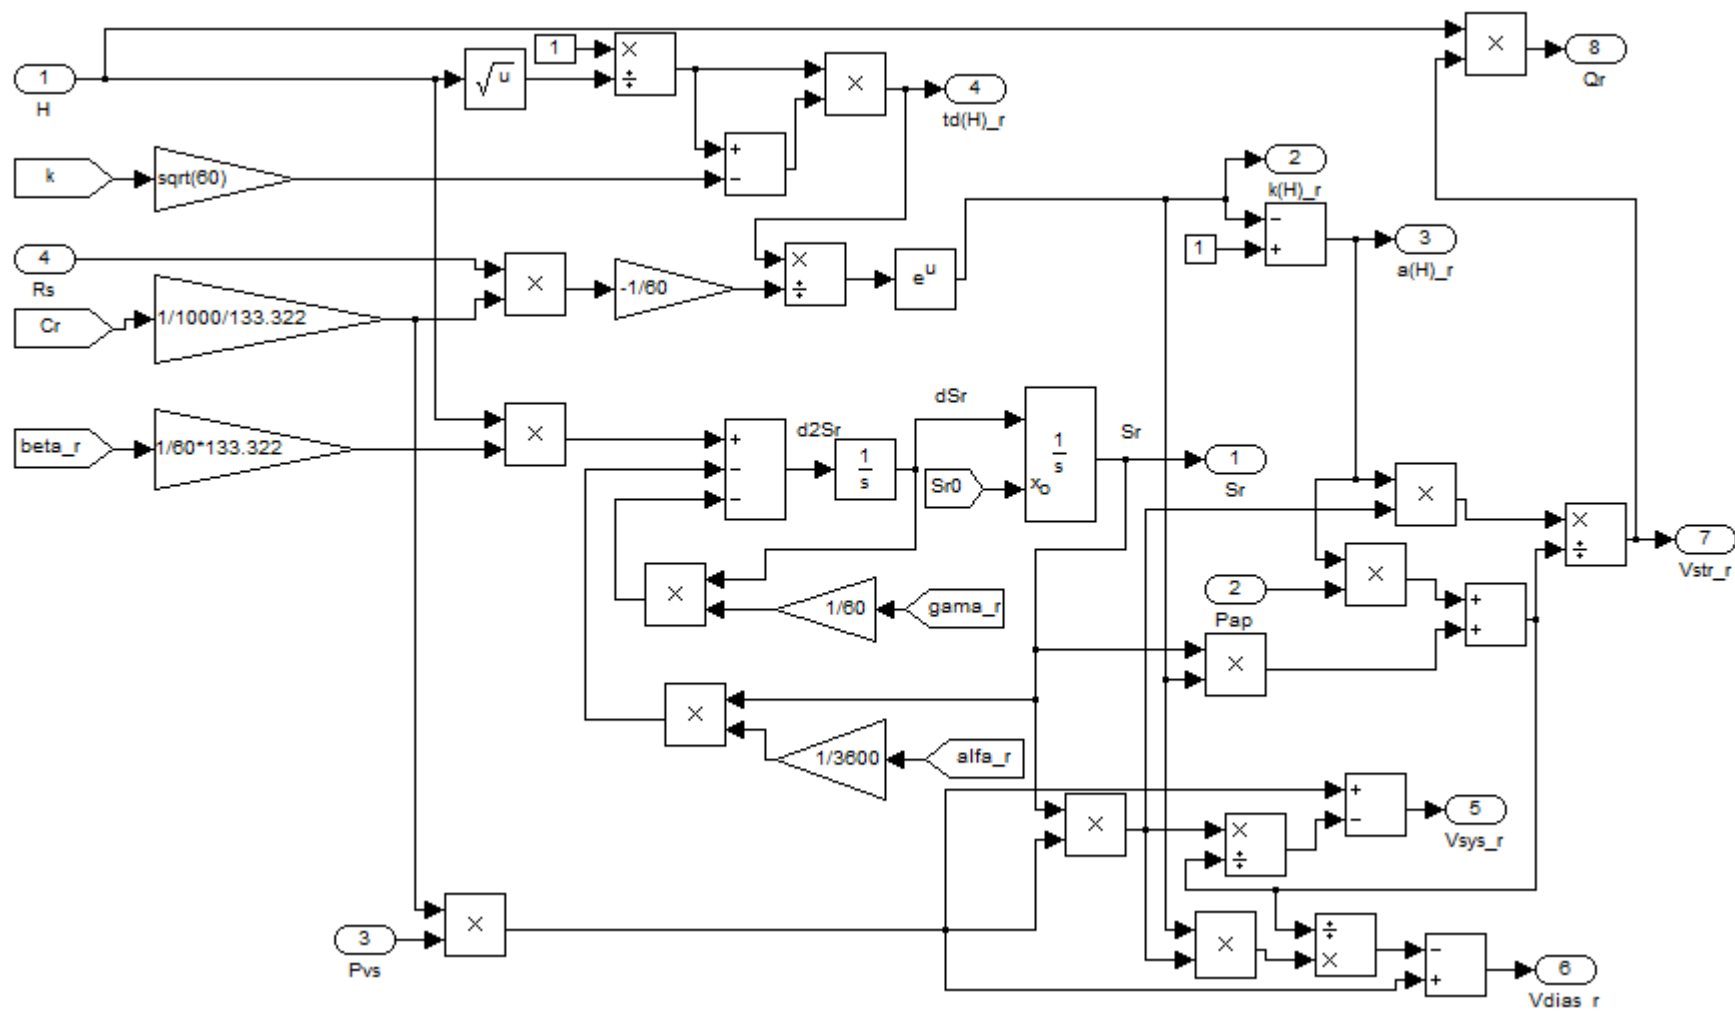 1
H
√u
1
×
÷
×
4
td(H)_r
×
8
Qr
k
sqrt(60)
+
−
2
k(H)_r
4
Rs
Cr
1/1000/133.322
×
-1/60
×
÷
e^u
1
−
+
3
a(H)_r
beta_r
1/60*133.322
×
+
−
−
d2Sr
1
s
dSr
Sr0
1
s
xo
Sr
1
Sr
×
×
÷
7
Vstr_r
×
1/60
gama_r
2
Pap
×
+
+
×
×
1/3600
alfa_r
×
×
÷
+
−
5
Vsys_r
3
Pvs
×
×
÷
×
−
+
6
Vdias_r